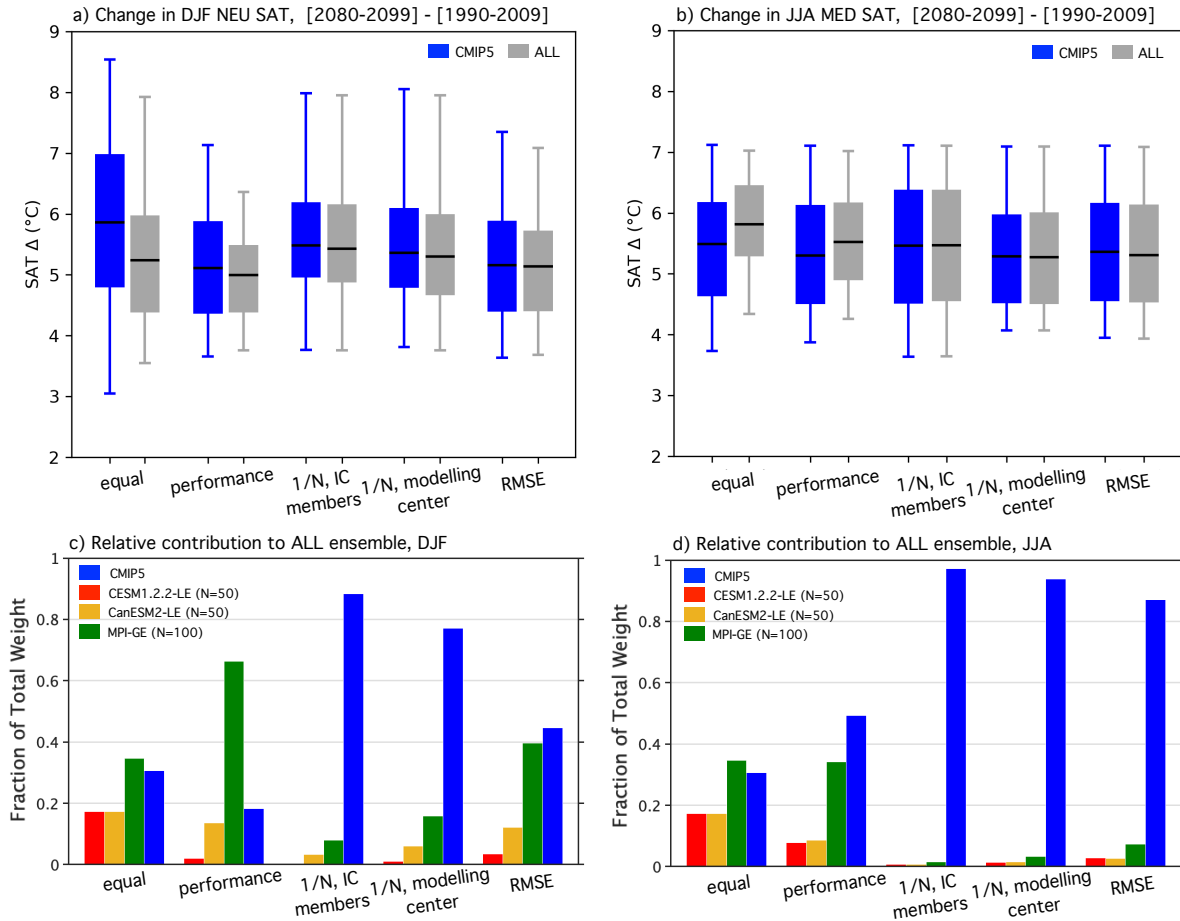 a) Change in DJF NEU SAT, [2080-2099] - [1990-2009]
CMIP5 ALL
SAT Δ (°C)
9
8
7
6
5
4
3
2
equal performance 1/N, IC members 1/N, modelling center RMSE
b) Change in JJA MED SAT, [2080-2099] - [1990-2009]
CMIP5 ALL
SAT Δ (°C)
9
8
7
6
5
4
3
2
equal performance 1/N, IC members 1/N, modelling center RMSE
c) Relative contribution to ALL ensemble, DJF
CMIP5
CESM1.2.2-LE (N=50)
CanESM2-LE (N=50)
MPI-GE (N=100)
Fraction of Total Weight
1
0.8
0.6
0.4
0.2
0
equal performance 1/N, IC members 1/N, modelling center RMSE
d) Relative contribution to ALL ensemble, JJA
CMIP5
CESM1.2.2-LE (N=50)
CanESM2-LE (N=50)
MPI-GE (N=100)
Fraction of Total Weight
1
0.8
0.6
0.4
0.2
0
equal performance 1/N, IC members 1/N, modelling center RMSE